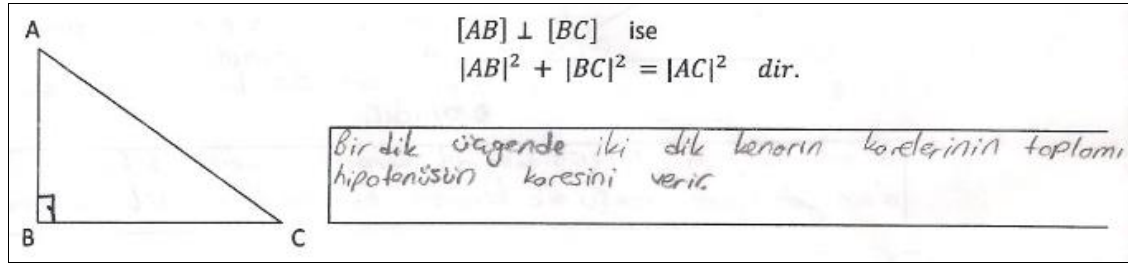 A
[AB] ⊥ [BC] ise
|AB|² + |BC|² = |AC|² dir.
Bir dik üçgende iki dik kenarın karelerinin toplamı
hipotenüsün karesini verir.
B
C